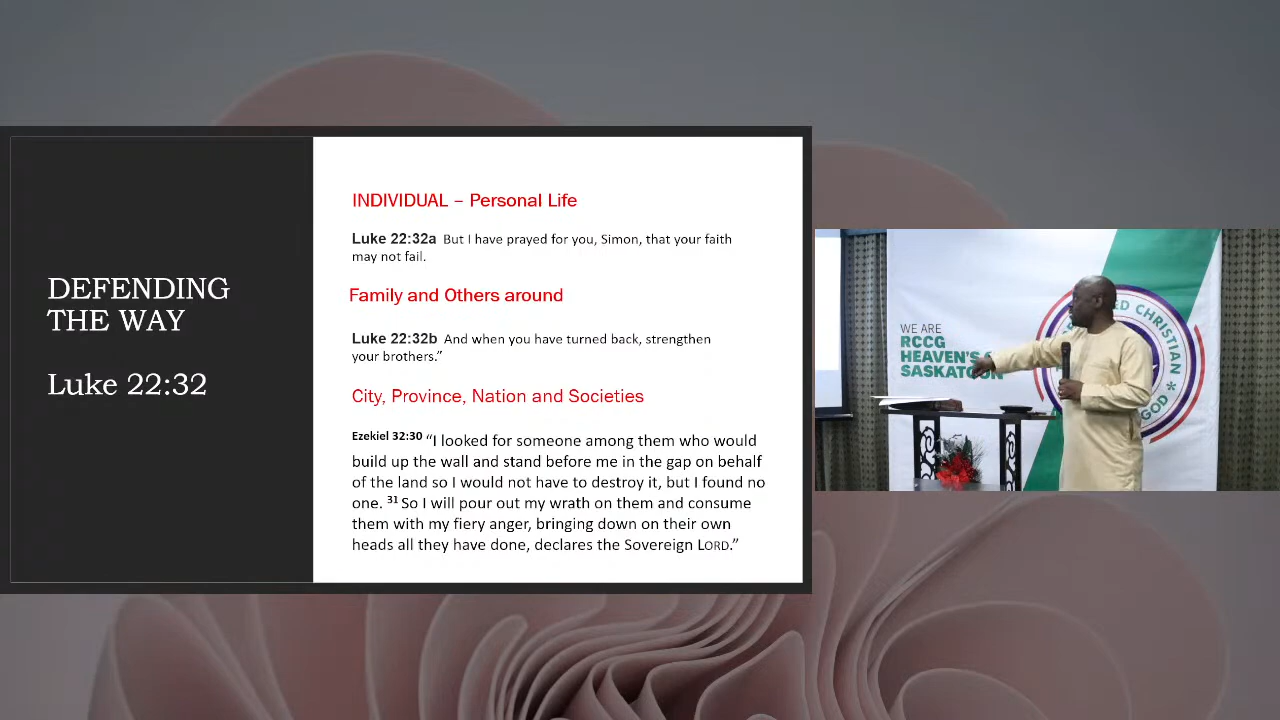 DEFENDING
THE WAY
Luke 22:32
INDIVIDUAL – Personal Life
Luke 22:32a But I have prayed for you, Simon, that your faith
may not fail.
Family and Others around
Luke 22:32b And when you have turned back, strengthen
your brothers.”
City, Province, Nation and Societies
Ezekiel 32:30 “I looked for someone among them who would
build up the wall and stand before me in the gap on behalf
of the land so I would not have to destroy it, but I found no
one. 31 So I will pour out my wrath on them and consume
them with my fiery anger, bringing down on their own
heads all they have done, declares the Sovereign LORD.”
WE ARE
RCCG
HEAVEN'S
SASKATOON
CHRISTIAN
GOD